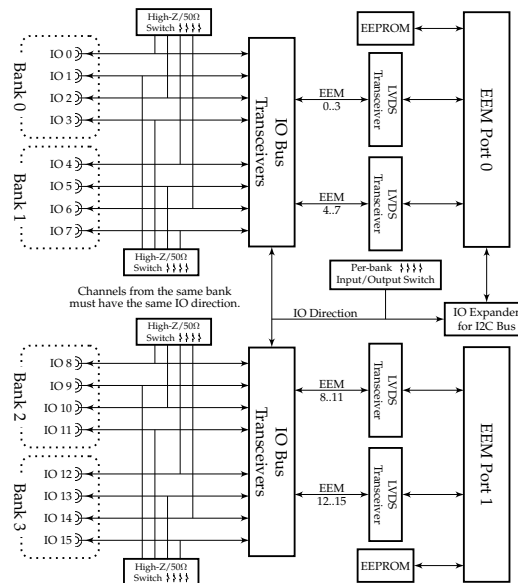 High-Z/50Ω
Switch
EEPROM
Bank 0
IO 0
IO 1
IO 2
IO 3
IO Bus
Transceivers
EEM
0..3
LVDS
Transceiver
EEM Port 0
Bank 1
IO 4
IO 5
IO 6
IO 7
EEM
4..7
LVDS
Transceiver
High-Z/50Ω
Switch
Channels from the same bank
must have the same IO direction.
Per-bank
Input/Output Switch
IO Direction
IO Expander
for I2C Bus
High-Z/50Ω
Switch
Bank 2
IO 8
IO 9
IO 10
IO 11
IO Bus
Transceivers
EEM
8..11
LVDS
Transceiver
EEM Port 1
Bank 3
IO 12
IO 13
IO 14
IO 15
EEM
12..15
LVDS
Transceiver
High-Z/50Ω
Switch
EEPROM